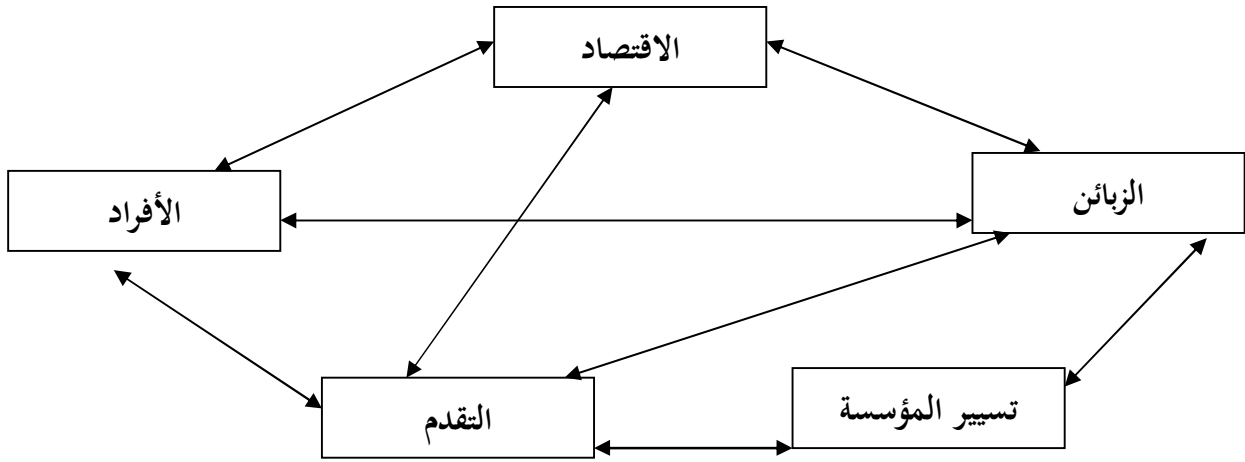 الاقتصاد
الزبائن
الأفراد
تسيير المؤسسة
التقدم